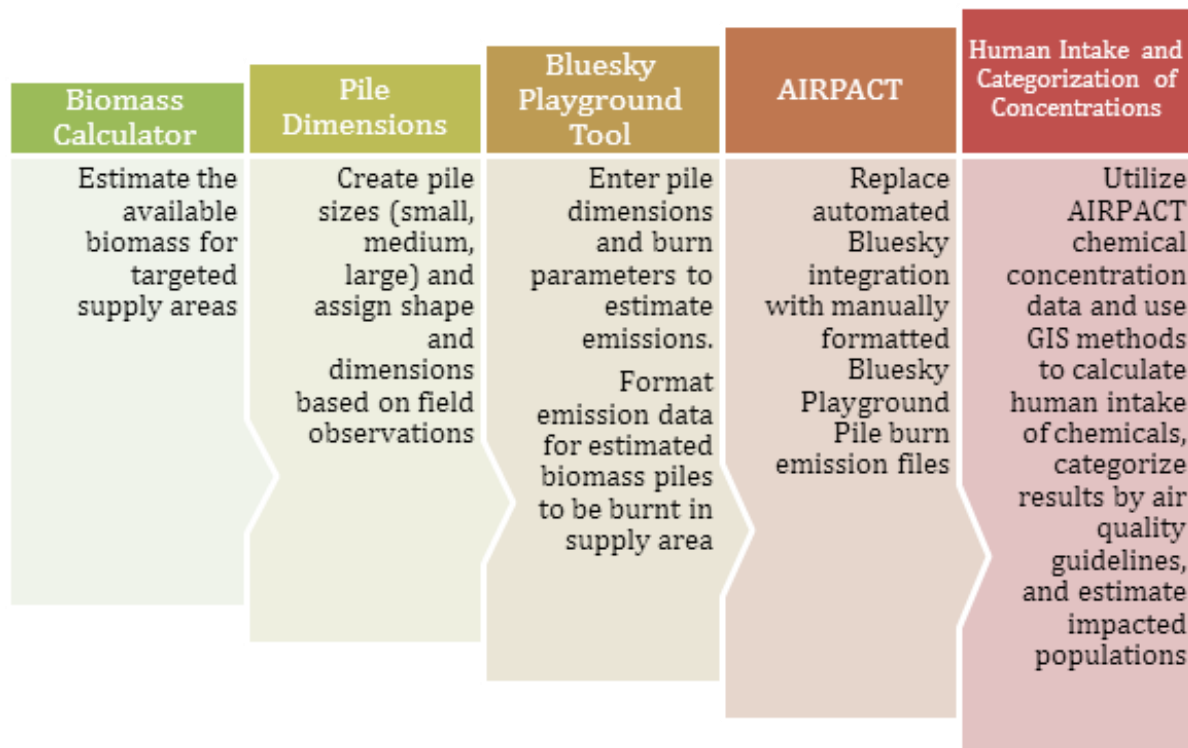 Biomass
Calculator
Estimate the
available
biomass for
targeted
supply areas
Pile
Dimensions
Create pile
sizes (small,
medium,
large) and
assign shape
and
dimensions
based on field
observations
Bluesky
Playground
Tool
Enter pile
dimensions
and burn
parameters to
estimate
emissions.
Format
emission data
for estimated
biomass piles
to be burnt in
supply area
AIRPACT
Replace
automated
Bluesky
integration
with manually
formatted
Bluesky
Playground
Pile burn
emission files
Human Intake and
Categorization of
Concentrations
Utilize
AIRPACT
chemical
concentration
data and use
GIS methods
to calculate
human intake
of chemicals,
categorize
results by air
quality
guidelines,
and estimate
impacted
populations